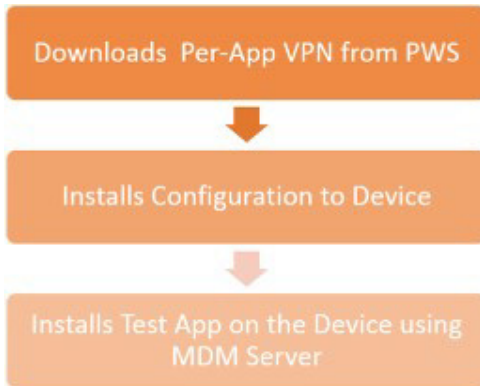 Downloads Per-App VPN from PWS
Installs Configuration to Device
Installs Test App on the Device using
MDM Server